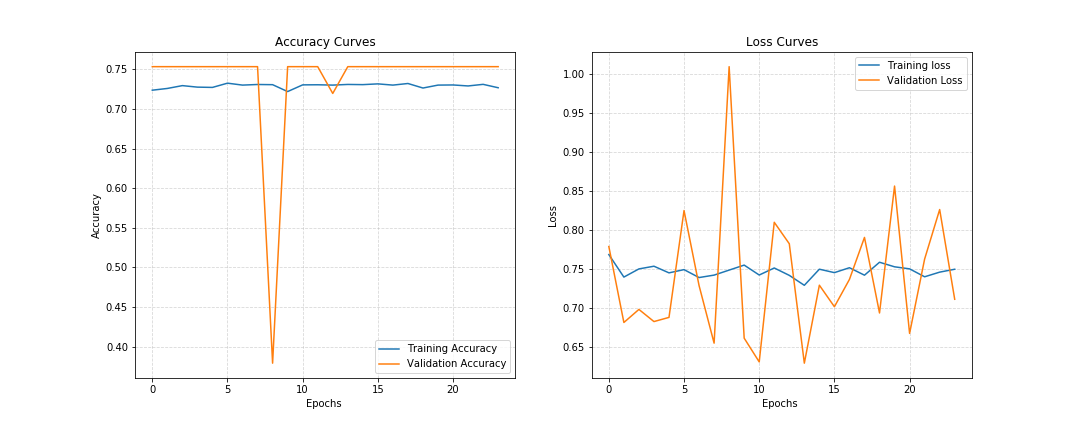 Accuracy Curves
0.75
0.70
0.65
0.60
0.55
0.50
0.45
0.40
Accuracy
0
5
10
15
20
Epochs
Training Accuracy
Validation Accuracy
Loss Curves
1.00
0.95
0.90
0.85
0.80
0.75
0.70
0.65
Loss
0
5
10
15
20
Epochs
Training loss
Validation Loss